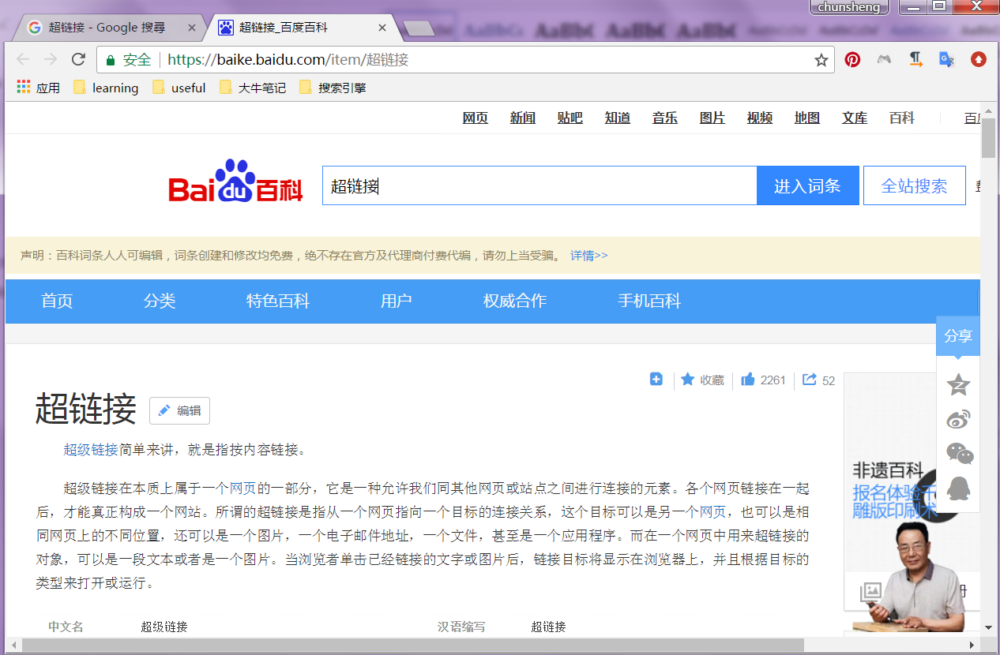 chunsheng
超链接 - Google 搜尋
超链接_百度百科
安全 https://baike.baidu.com/item/超链接
应用 learning useful 大牛笔记 搜索引擎
网页 新闻 贴吧 知道 音乐 图片 视频 地图 文库 百科
Bai du 百科 超链接 进入词条 全站搜索
声明：百科词条人人可编辑，词条创建和修改均免费，绝不存在官方及代理商付费代编，请勿上当受骗。 详情>>
首页 分类 特色百科 用户 权威合作 手机百科
分享
收藏 2261 52
超链接 编辑
超级链接简单来讲，就是指按内容链接。
超级链接在本质上属于一个网页的一部分，它是一种允许我们同其他网页或站点之间进行连接的元素。各个网页链接在一起
后，才能真正构成一个网站。所谓的超链接是指从一个网页指向一个目标的连接关系，这个目标可以是另一个网页，也可以是相
同网页上的不同位置，还可以是一个图片，一个电子邮件地址，一个文件，甚至是一个应用程序。而在一个网页中用来超链接的
对象，可以是一段文本或者是一个图片。当浏览者单击已经链接的文字或图片后，链接目标将显示在浏览器上，并且根据目标的
类型来打开或运行。
非遗百科
报名体验千
雕版印刷术
中文名 超级链接 汉语缩写 超链接